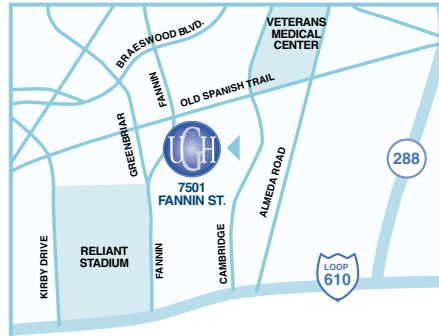 BRAESWOOD BLVD.
VETERANS
MEDICAL
CENTER
FANNIN
OLD SPANISH TRAIL
GREENBRIAR
UGH
7501
FANNIN ST.
288
ALMEDA ROAD
KIRBY DRIVE
RELIANT
STADIUM
FANNIN
CAMBRIDGE
LOOP
610